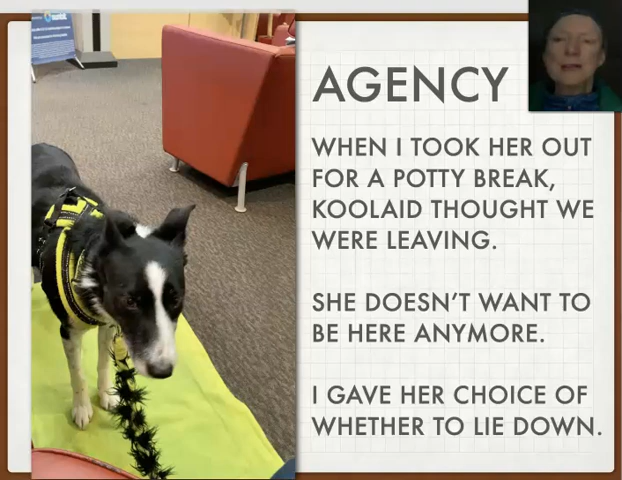 AGENCY
WHEN I TOOK HER OUT
FOR A POTTY BREAK,
KOOLAID THOUGHT WE
WERE LEAVING.
SHE DOESN'T WANT TO
BE HERE ANYMORE.
I GAVE HER CHOICE OF
WHETHER TO LIE DOWN.